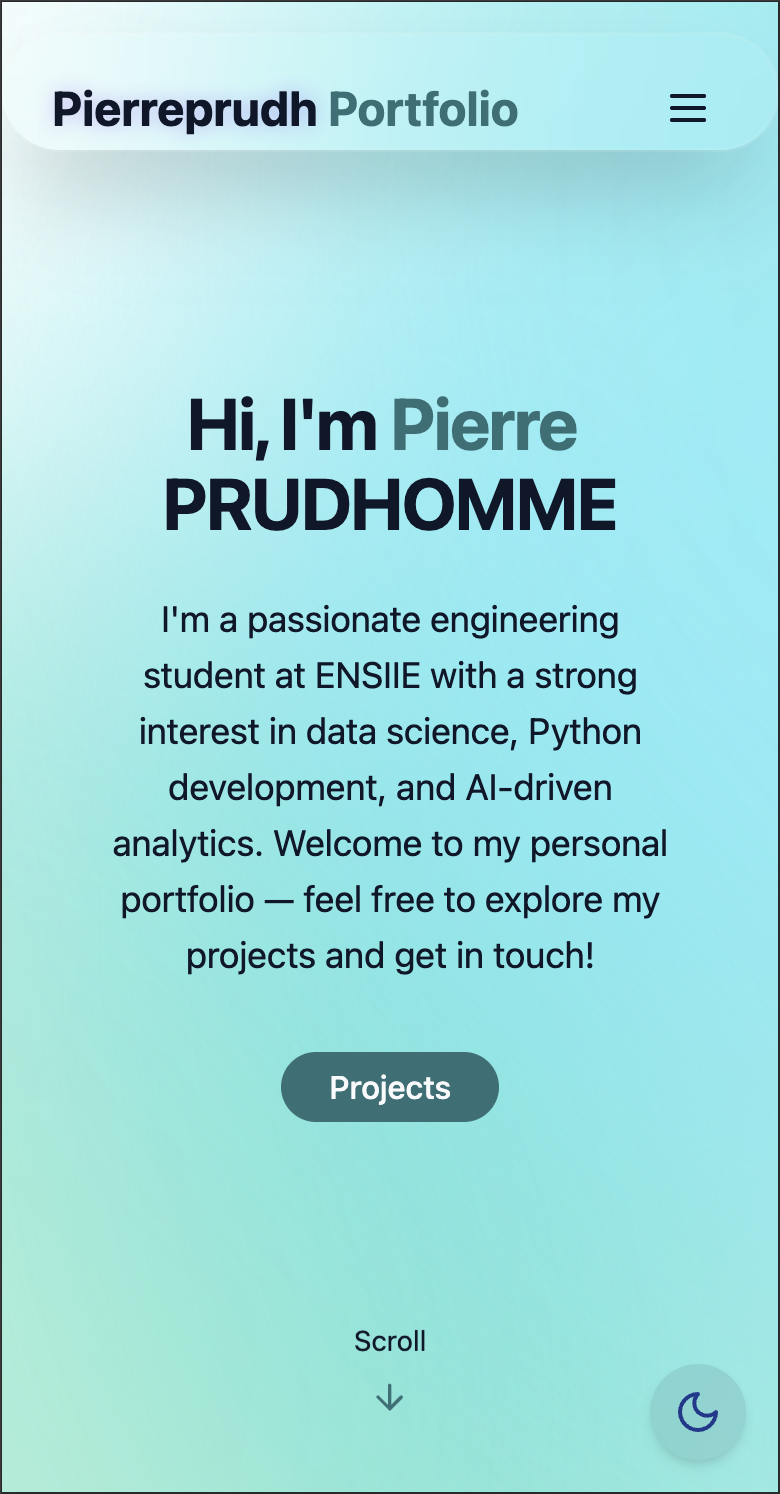 Pierreprudh Portfolio
Hi, I'm Pierre
PRUDHOMME
I'm a passionate engineering
student at ENSIIE with a strong
interest in data science, Python
development, and AI-driven
analytics. Welcome to my personal
portfolio — feel free to explore my
projects and get in touch!
Projects
Scroll